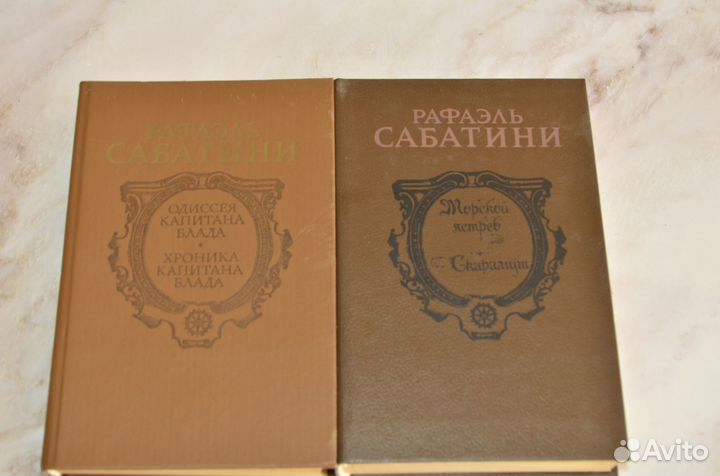 РАФАЭЛЬ
САБАТИНИ
ОДИССЕЯ
КАПИТАНА
БЛАДА
•
ХРОНИКА
КАПИТАНА
БЛАДА
РАФАЭЛЬ
САБАТИНИ
Морской
ястреб
Скарамуш
Avito